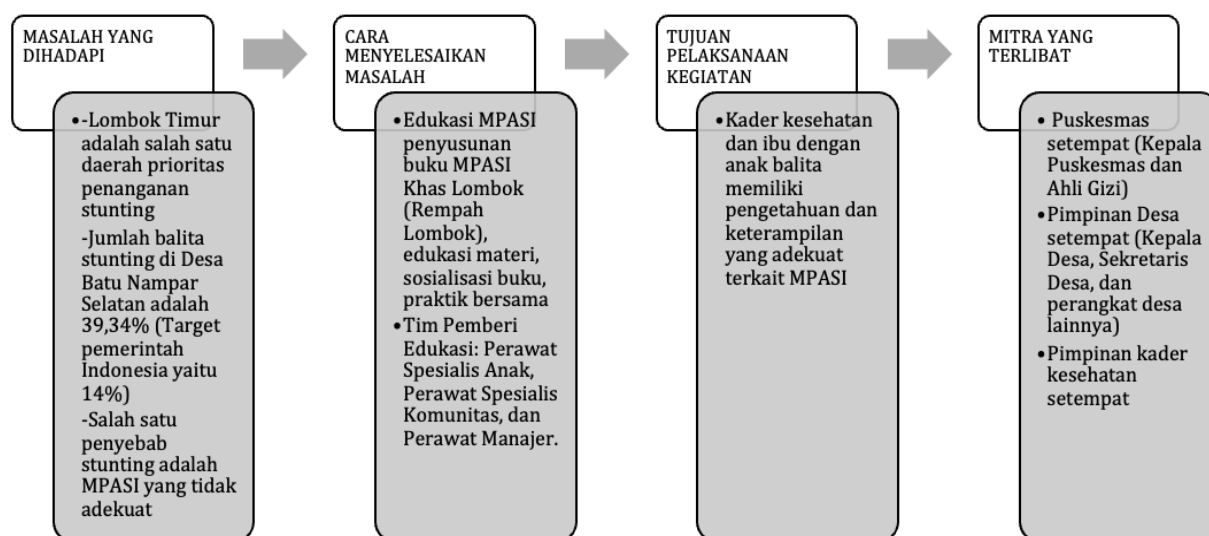 MASALAH YANG
DIHADAPI
•-Lombok Timur
adalah salah satu
daerah prioritas
penanganan
stunting
-Jumlah balita
stunting di Desa
Batu Nampar
Selatan adalah
39,34% (Target
pemerintah
Indonesia yaitu
14%)
-Salah satu
penyebab
stunting adalah
MPASI yang tidak
adekuat
CARA
MENYELESAIKAN
MASALAH
•Edukasi MPASI
penyusunan
buku MPASI
Khas Lombok
(Rempah
Lombok),
edukasi materi,
sosialisasi buku,
praktik bersama
•Tim Pemberi
Edukasi: Perawat
Spesialis Anak,
Perawat Spesialis
Komunitas, dan
Perawat Manajer.
TUJUAN
PELAKSANAAN
KEGIATAN
•Kader kesehatan
dan ibu dengan
anak balita
memiliki
pengetahuan dan
keterampilan
yang adekuat
terkait MPASI
MITRA YANG
TERLIBAT
• Puskesmas
setempat (Kepala
Puskesmas dan
Ahli Gizi)
•Pimpinan Desa
setempat (Kepala
Desa, Sekretaris
Desa, dan
perangkat desa
lainnya)
•Pimpinan kader
kesehatan
setempat